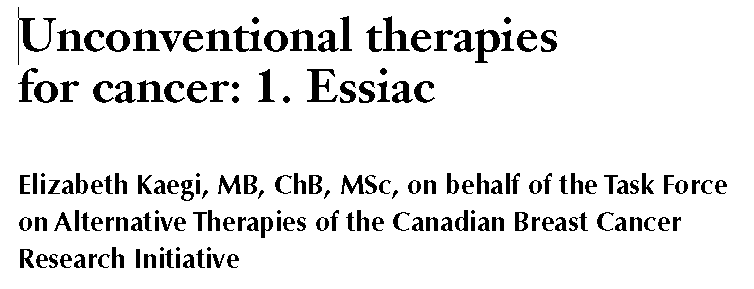 Unconventional therapies
for cancer: 1. Essiac
Elizabeth Kaegi, MB, ChB, MSc, on behalf of the Task Force
on Alternative Therapies of the Canadian Breast Cancer
Research Initiative